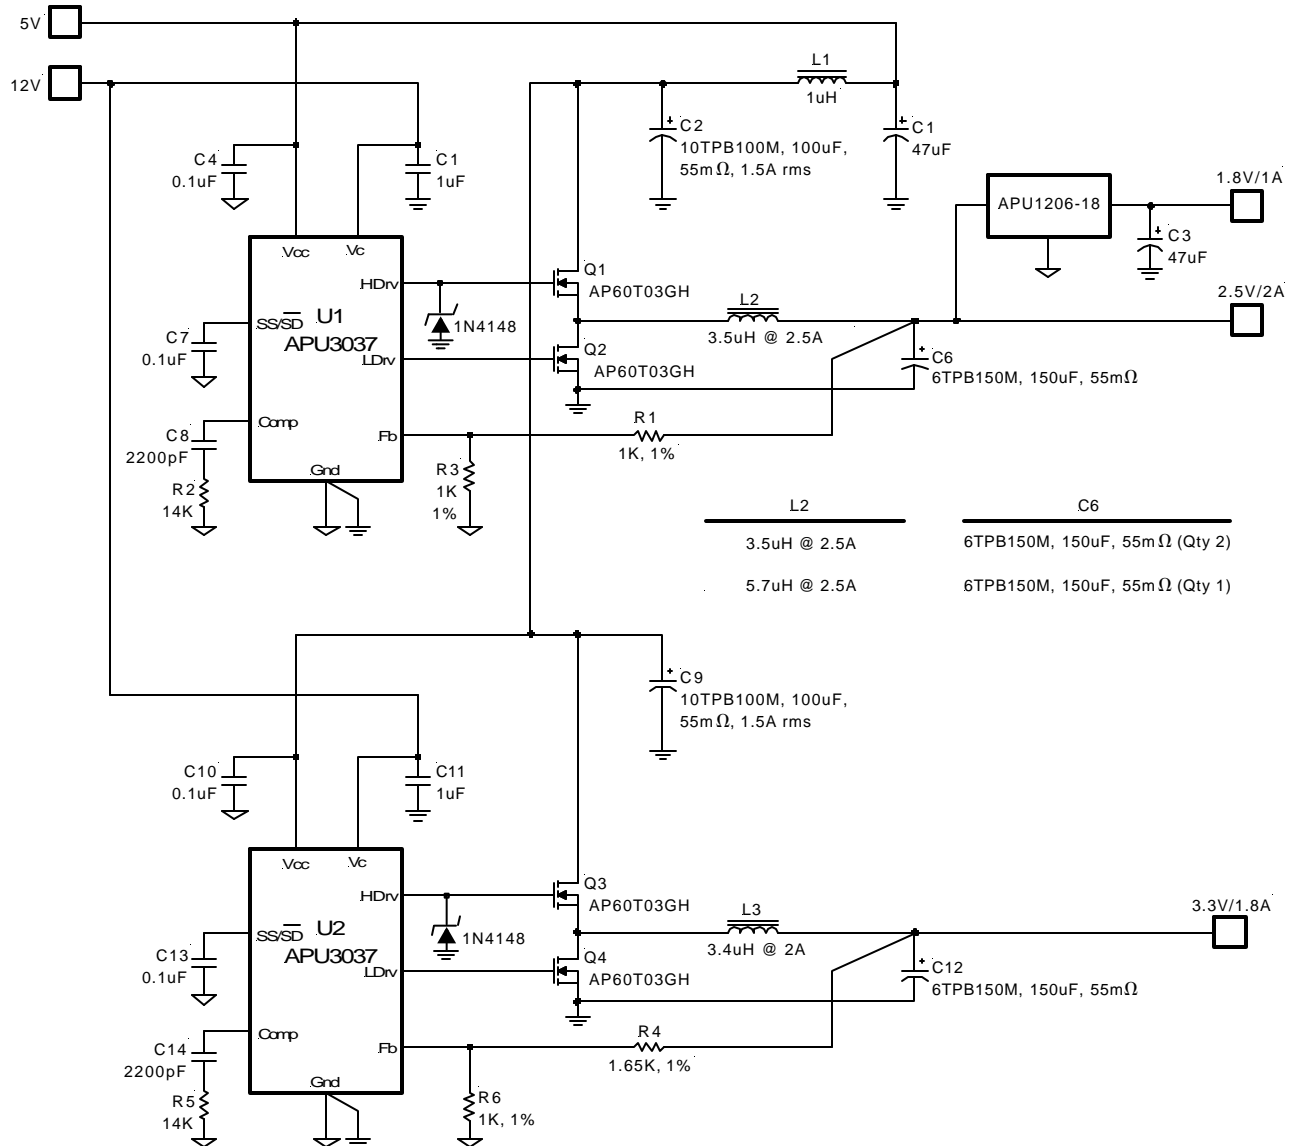 5V
12V
L1
1uH
C2
10TPB100M, 100uF,
55mΩ, 1.5A rms
C1
47uF
C4
0.1uF
C1
1uF
1.8V/1A
APU1206-18
C3
47uF
Vcc
Vc
HDrv
Q1
AP60T03GH
SS/SD
U1
APU3037
1N4148
L2
3.5uH @ 2.5A
2.5V/2A
C7
0.1uF
LDrv
Q2
AP60T03GH
C6
6TPB150M, 150uF, 55mΩ
Comp
Fb
R1
1K, 1%
C8
2200pF
Gnd
R3
1K
1%
R2
14K
L2
C6
3.5uH @ 2.5A
6TPB150M, 150uF, 55mΩ (Qty 2)
5.7uH @ 2.5A
6TPB150M, 150uF, 55mΩ (Qty 1)
C9
10TPB100M, 100uF,
55mΩ, 1.5A rms
C10
0.1uF
C11
1uF
Vcc
Vc
HDrv
Q3
AP60T03GH
SS/SD
U2
APU3037
1N4148
L3
3.4uH @ 2A
3.3V/1.8A
C13
0.1uF
LDrv
Q4
AP60T03GH
C12
6TPB150M, 150uF, 55mΩ
Comp
Fb
R4
1.65K, 1%
C14
2200pF
Gnd
R5
14K
R6
1K, 1%